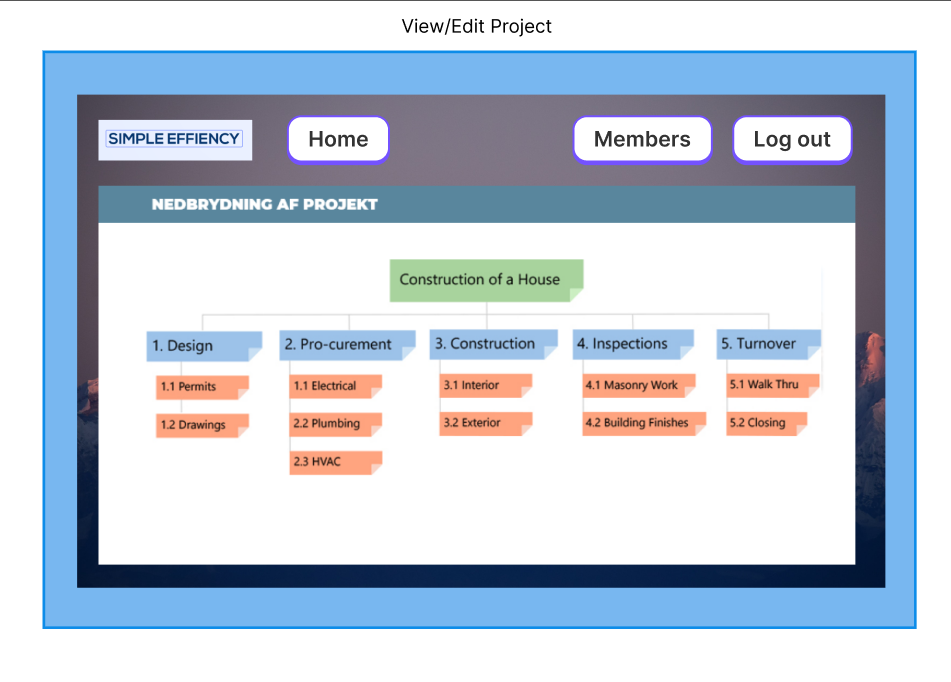 View/Edit Project
SIMPLE EFFIENCY
Home
Members
Log out
NEDBRYDNING AF PROJEKT
Construction of a House
1. Design
2. Pro-curement
3. Construction
4. Inspections
5. Turnover
1.1 Permits
1.1 Electrical
3.1 Interior
4.1 Masonry Work
5.1 Walk Thru
1.2 Drawings
2.2 Plumbing
3.2 Exterior
4.2 Building Finishes
5.2 Closing
2.3 HVAC